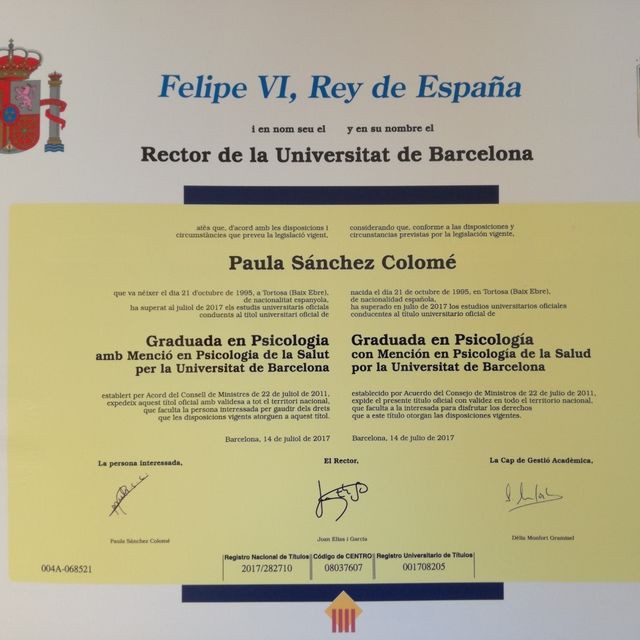 Felipe VI, Rey de España
i en nom seu el y en su nombre el
Rector de la Universitat de Barcelona
atès que, d'acord amb les disposicions i
circumstàncies que preveu la legislació vigent,
considerando que, conforme a las disposiciones y
circunstancias previstas por la legislación vigente,
Paula Sánchez Colomé
que va néixer el dia 21 d'octubre de 1995, a Tortosa (Baix Ebre),
de nacionalitat espanyola,
ha superat al juliol de 2017 els estudis universitaris oficials
conduents al títol universitari oficial de
nacida el día 21 de octubre de 1995, en Tortosa (Baix Ebre),
de nacionalidad española,
ha superado en julio de 2017 los estudios universitarios oficiales
conducentes al título universitario oficial de
Graduada en Psicologia
amb Menció en Psicologia de la Salut
per la Universitat de Barcelona
Graduada en Psicología
con Mención en Psicología de la Salud
por la Universitat de Barcelona
establert per Acord del Consell de Ministres de 22 de juliol de 2011,
expedeix aquest títol oficial amb validesa a tot el territori nacional,
que faculta la persona interessada per gaudir dels drets
que les disposicions vigents atorguen a aquest títol.
establecido por Acuerdo del Consejo de Ministros de 22 de julio de 2011,
expide el presente título oficial con validez en todo el territorio nacional,
que faculta a la interesada para disfrutar los derechos
que a este título otorgan las disposiciones vigentes.
Barcelona, 14 de juliol de 2017
Barcelona, 14 de julio de 2017
La persona interessada,
El Rector,
La Cap de Gestió Acadèmica,
Paula Sánchez Colomé
Joan Elias i Garcia
Dèlia Monfort Grammel
Registro Nacional de Títulos Código de CENTRO Registro Universitario de Títulos
004A-068521 2017/282710 08037607 001708205